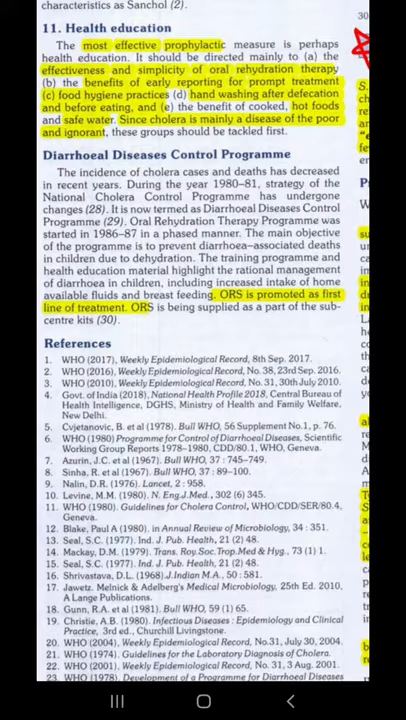 characteristics as Sanchol (2).
30
11. Health education
The most effective prophylactic measure is perhaps
health education. It should be directed mainly to (a) the
effectiveness and simplicity of oral rehydration therapy
(b) the benefits of early reporting for prompt treatment
(c) food hygiene practices (d) hand washing after defecation
and before eating, and (e) the benefit of cooked, hot foods
and safe water. Since cholera is mainly a disease of the poor
and ignorant, these groups should be tackled first.
Diarrhoeal Diseases Control Programme
The incidence of cholera cases and deaths has decreased
in recent years. During the year 1980–81, strategy of the
National Cholera Control Programme has undergone
changes (28). It is now termed as Diarrhoeal Diseases Control
Programme (29). Oral Rehydration Therapy Programme was
started in 1986-87 in a phased manner. The main objective
of the programme is to prevent diarrhoea–associated deaths
in children due to dehydration. The training programme and
health education material highlight the rational management
of diarrhoea in children, including increased intake of home
available fluids and breast feeding. ORS is promoted as first
line of treatment. ORS is being supplied as a part of the sub-
centre kits (30).
References
1. WHO (2017), Weekly Epidemiological Record, 8th Sep. 2017.
2. WHO (2016), Weekly Epidemiological Record, No. 38, 23rd Sep. 2016.
3. WHO (2010), Weekly Epidemiological Record, No. 31, 30th July 2010.
4. Govt. of India (2018), National Health Profile 2018, Central Bureau of
Health Intelligence, DGHS, Ministry of Health and Family Welfare,
New Delhi.
5. Cvjetanovic, B. et al (1978). Bull WHO, 56 Supplement No.1, p. 76.
6. WHO (1980) Programme for Control of Diarrhoeal Diseases, Scientific
Working Group Reports 1978–1980, CDD/80.1, WHO, Geneva.
7. Azurin, J.C. et al (1967). Bull WHO, 37 : 745–749.
8. Sinha, R. et al (1967). Bull WHO, 37 : 89–100.
9. Nalin, D.R. (1976). Lancet, 2 : 958.
10. Levine, M.M. (1980). N. Eng.J.Med., 302 (6) 345.
11. WHO (1980). Guidelines for Cholera Control, WHO/CDD/SER/80.4,
Geneva.
12. Blake, Paul A (1980). in Annual Review of Microbiology, 34 : 351.
13. Seal, S.C. (1977). Ind. J. Pub. Health, 21 (2) 48.
14. Mackay, D.M. (1979). Trans. Roy.Soc.Trop.Med & Hyg., 73 (1) 1.
15. Seal, S.C. (1977). Ind. J. Pub. Health, 21 (2) 48.
16. Shrivastava, D.L. (1968).J.Indian M.A., 50 : 581.
17. Jawetz. Melnick & Adelberg's Medical Microbiology, 25th Ed. 2010,
A Lange Publications.
18. Gunn, R.A. et al (1981). Bull WHO, 59 (1) 65.
19. Christie, A.B. (1980). Infectious Diseases : Epidemiology and Clinical
Practice, 3rd ed., Churchill Livingstone.
20. WHO (2004), Weekly Epidemiological Record, No.31, July 30, 2004.
21. WHO (1974). Guidelines for the Laboratory Diagnosis of Cholera.
22. WHO (2001), Weekly Epidemiological Record, No.31, 3 Aug. 2001.
23. WHO (1978). Development of a Programme for Diarrhoeal Diseases